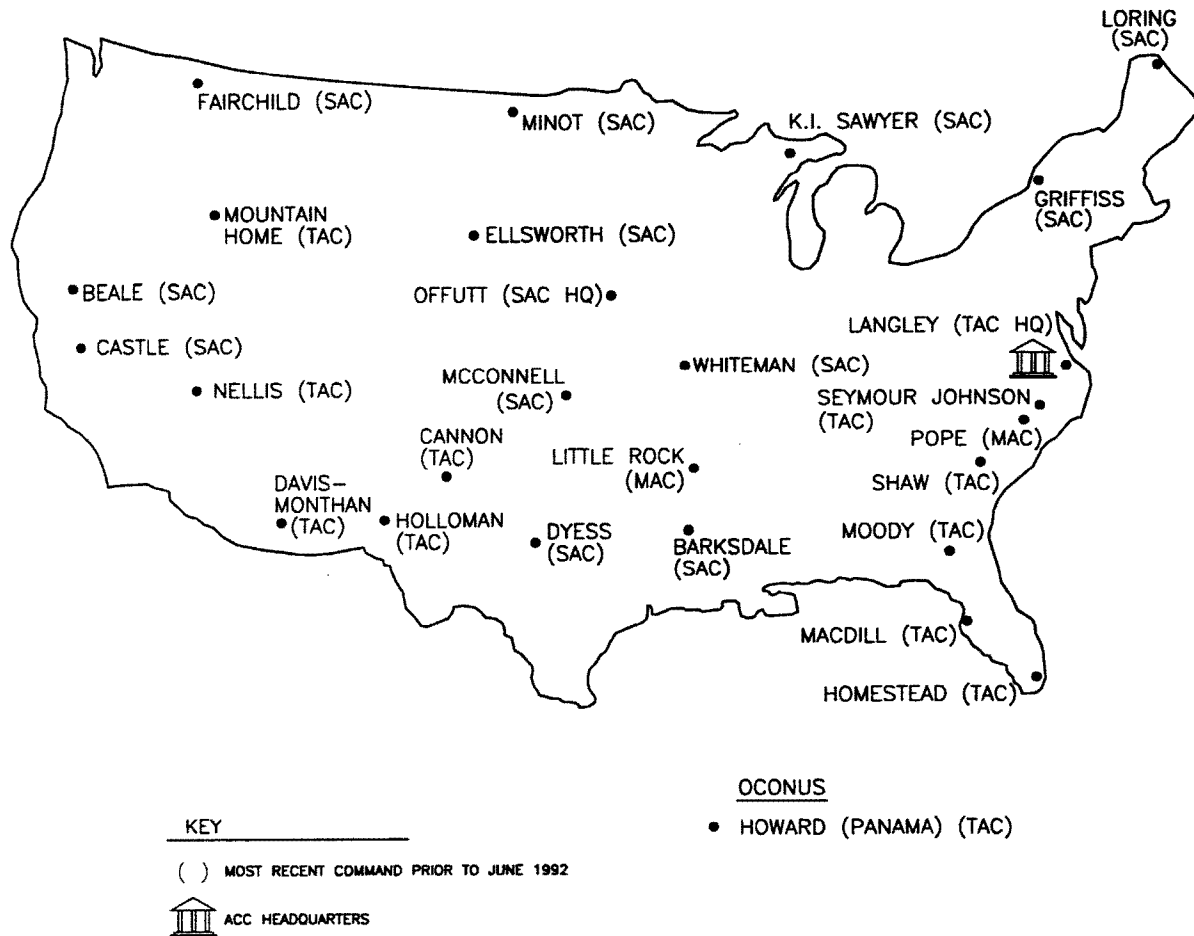 LORING
(SAC)
FAIRCHILD (SAC)
MINOT (SAC)
K.I. SAWYER (SAC)
GRIFFISS
(SAC)
MOUNTAIN
HOME (TAC)
ELLSWORTH (SAC)
BEALE (SAC)
OFFUTT (SAC HQ)
LANGLEY (TAC HQ)
CASTLE (SAC)
WHITEMAN (SAC)
NELLIS (TAC)
MCCONNELL
(SAC)
SEYMOUR JOHNSON
(TAC)
POPE (MAC)
CANNON
(TAC)
LITTLE ROCK
(MAC)
SHAW (TAC)
DAVIS-
MONTHAN
(TAC)
HOLLOMAN
(TAC)
DYESS
(SAC)
BARKSDALE
(SAC)
MOODY (TAC)
MACDILL (TAC)
HOMESTEAD (TAC)
OCONUS
HOWARD (PANAMA) (TAC)
KEY
( ) MOST RECENT COMMAND PRIOR TO JUNE 1992
ACC HEADQUARTERS